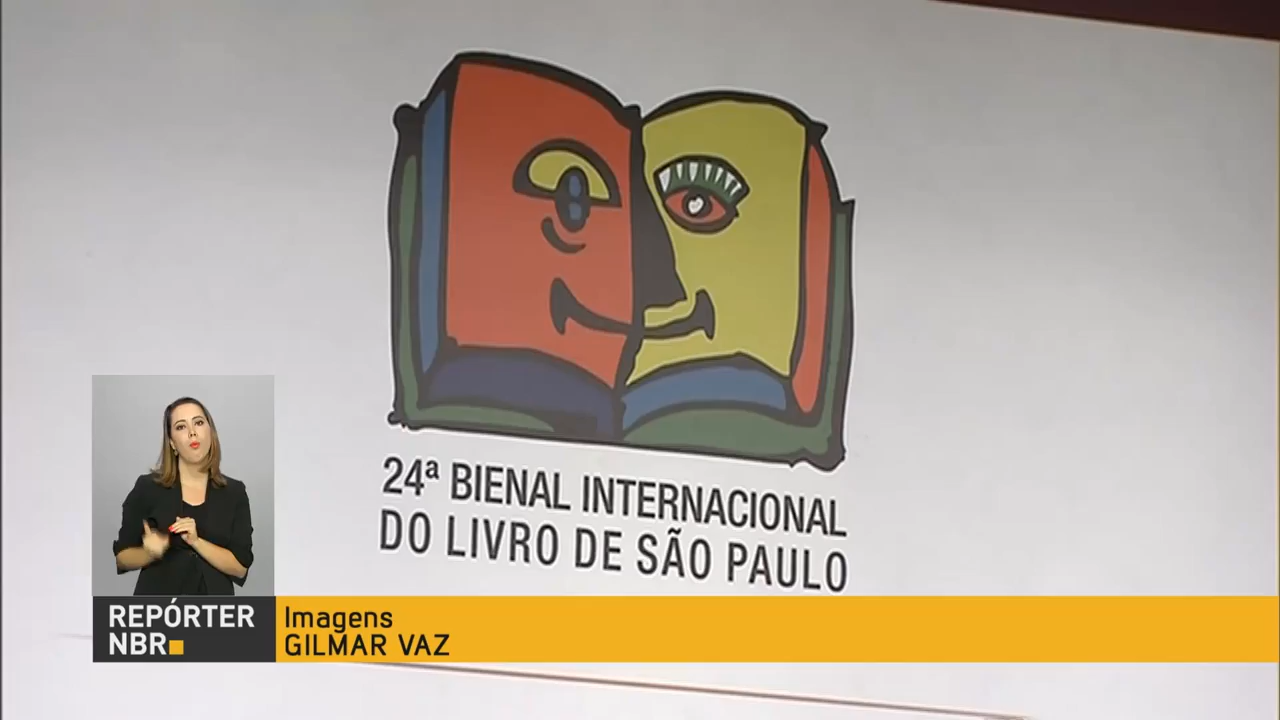 24ª BIENAL INTERNACIONAL
DO LIVRO DE SÃO PAULO
REPÓRTER
NBR
Imagens
GILMAR VAZ